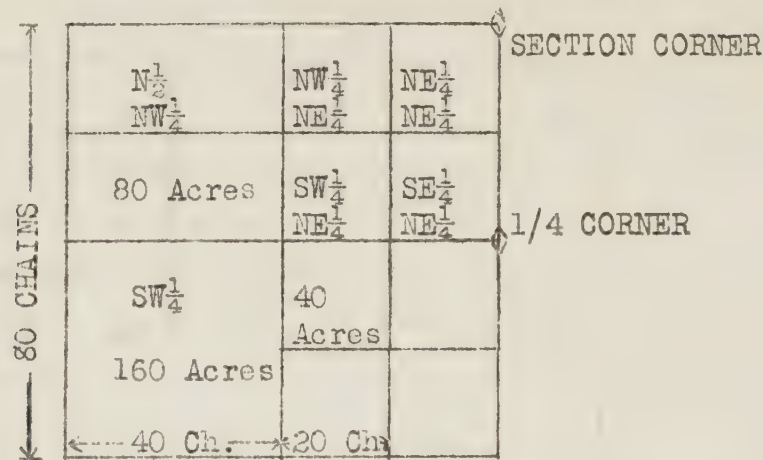 SECTION CORNER
N½ NW¼ NE¼
NW¼ NE¼ NE¼
80 Acres SW¼ SE¼
NE¼ NE¼ 1/4 CORNER
80 CHAINS
SW¼ 40
Acres
160 Acres
40 Ch. 20 Ch